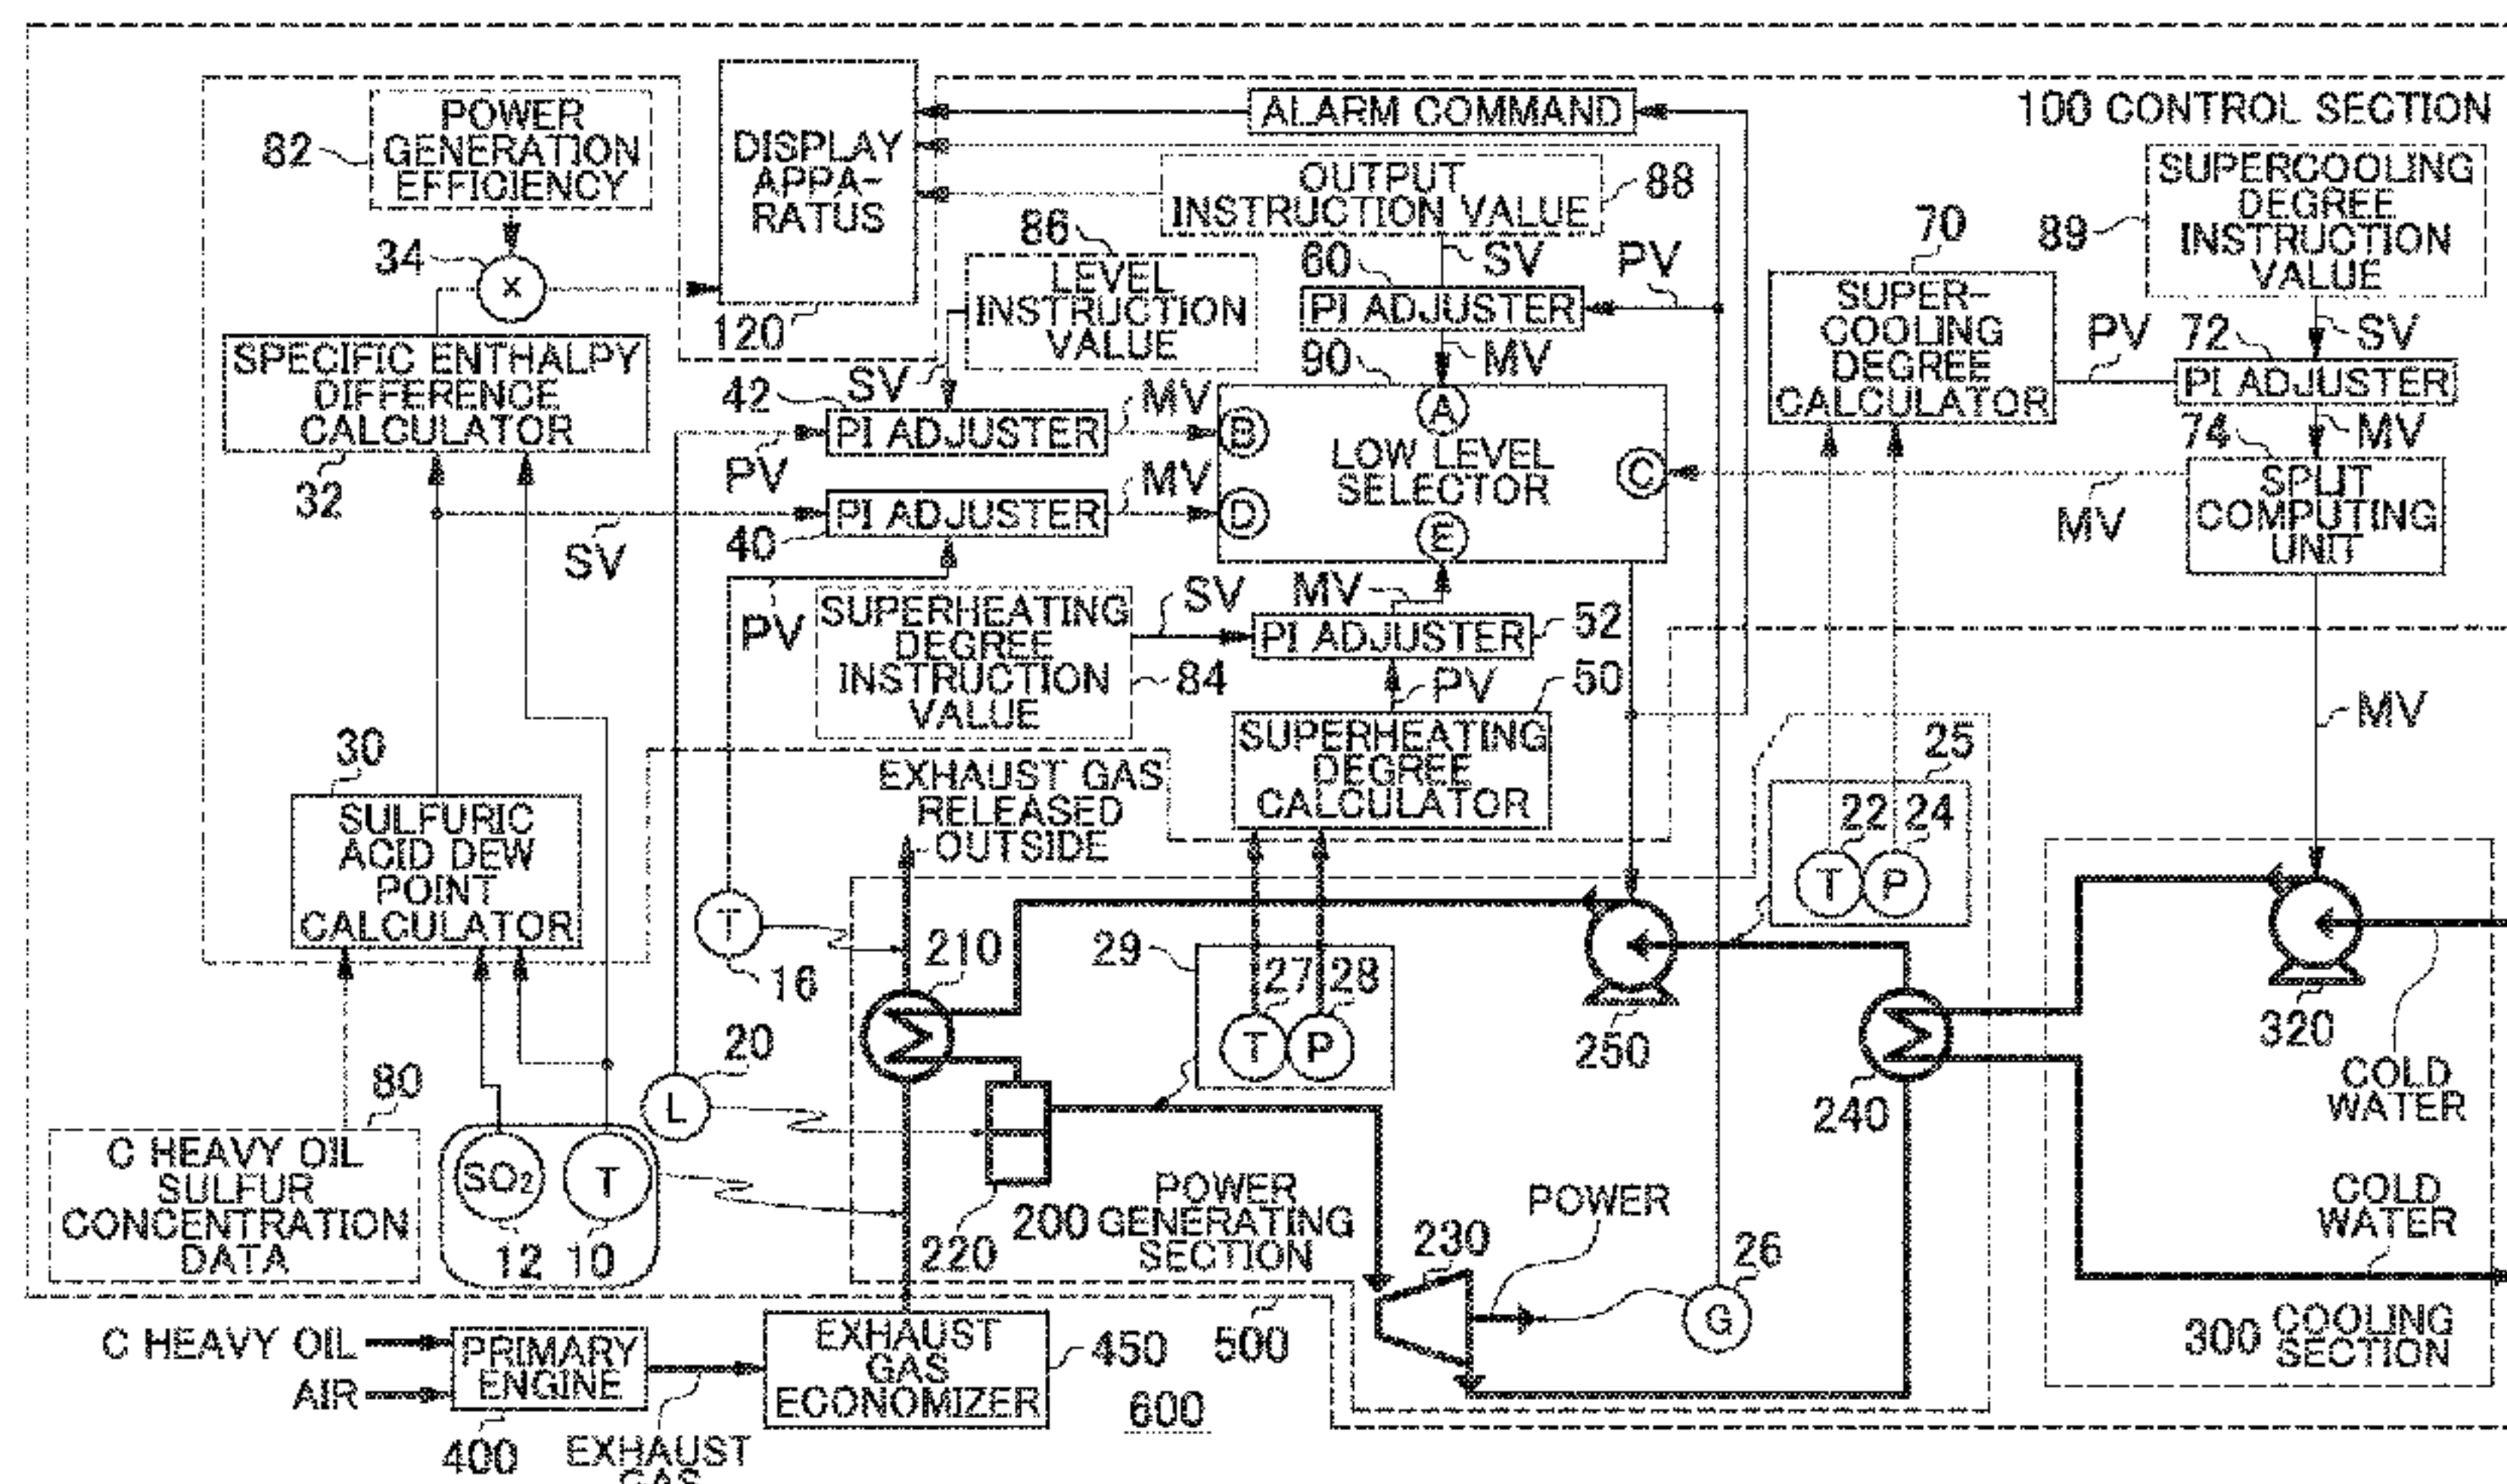 100 CONTROL SECTION
POWER
GENERATION
EFFICIENCY
82
34
X
DISPLAY
APPA-
RATUS
120
ALARM COMMAND
OUTPUT
INSTRUCTION VALUE
88
SV
86
LEVEL
INSTRUCTION
VALUE
SV
60
PI ADJUSTER
PV
MV
90
SUPERCOOLING
DEGREE
INSTRUCTION
VALUE
89
SV
70
SUPER-
COOLING
DEGREE
CALCULATOR
PV
72
PI ADJUSTER
MV
74
SPLIT
COMPUTING
UNIT
MV
MV
SPECIFIC ENTHALPY
DIFFERENCE
CALCULATOR
32
42
PI ADJUSTER
MV
PV
PI ADJUSTER
MV
40
SV
PV
A
B
LOW LEVEL
SELECTOR
C
D
E
SUPERHEATING
DEGREE
INSTRUCTION
VALUE
84
SV
MV
PI ADJUSTER
52
PV
50
SUPERHEATING
DEGREE
CALCULATOR
30
SULFURIC
ACID DEW
POINT
CALCULATOR
EXHAUST GAS
RELEASED
OUTSIDE
25
22
24
T
P
T
16
210
29
27
28
T
P
250
240
320
COLD
WATER
COLD
WATER
300 COOLING
SECTION
80
C HEAVY OIL
SULFUR
CONCENTRATION
DATA
20
L
SO2
T
12
10
220
200 POWER
GENERATING
SECTION
230
POWER
26
G
C HEAVY OIL
AIR
PRIMARY
ENGINE
400
EXHAUST
GAS
EXHAUST
GAS
ECONOMIZER
450
500
600